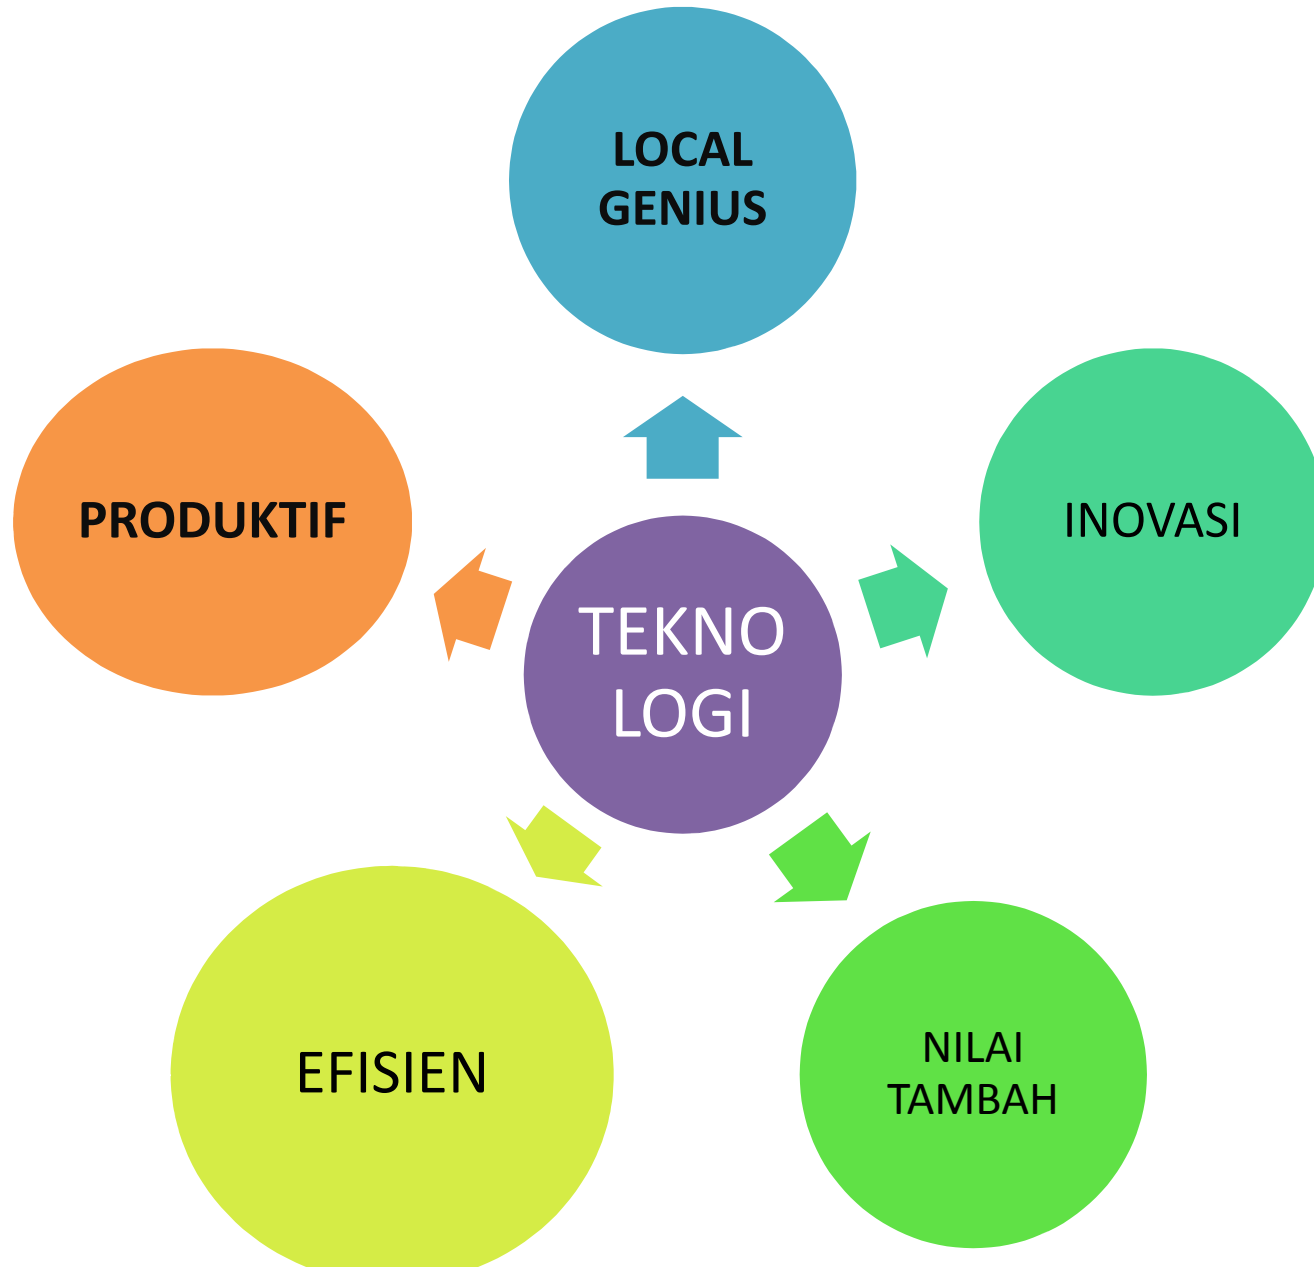 LOCAL
GENIUS
INOVASI
NILAI
TAMBAH
EFISIEN
PRODUKTIF
TEKNO
LOGI